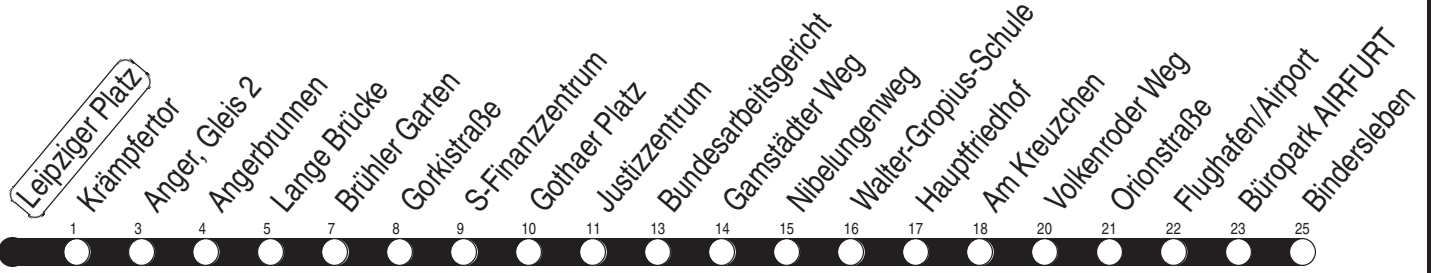 Leipziger Platz
Krämpfertor
Anger, Gleis 2
Angerbrunnen
Lange Brücke
Brühler Garten
Gorkistraße
S-Finanzzentrum
Gothaer Platz
Justizzentrum
Bundesarbeitsgericht
Gamstädter Weg
Nibelungenweg
Walter-Gropius-Schule
Hauptfriedhof
Am Kreuzchen
Volkenroder Weg
Orionstraße
Flughafen/Airport
Büropark AIRFURT
Bindersleben
1 3 4 5 7 8 9 10 11 13 14 15 16 17 18 20 21 22 23 25